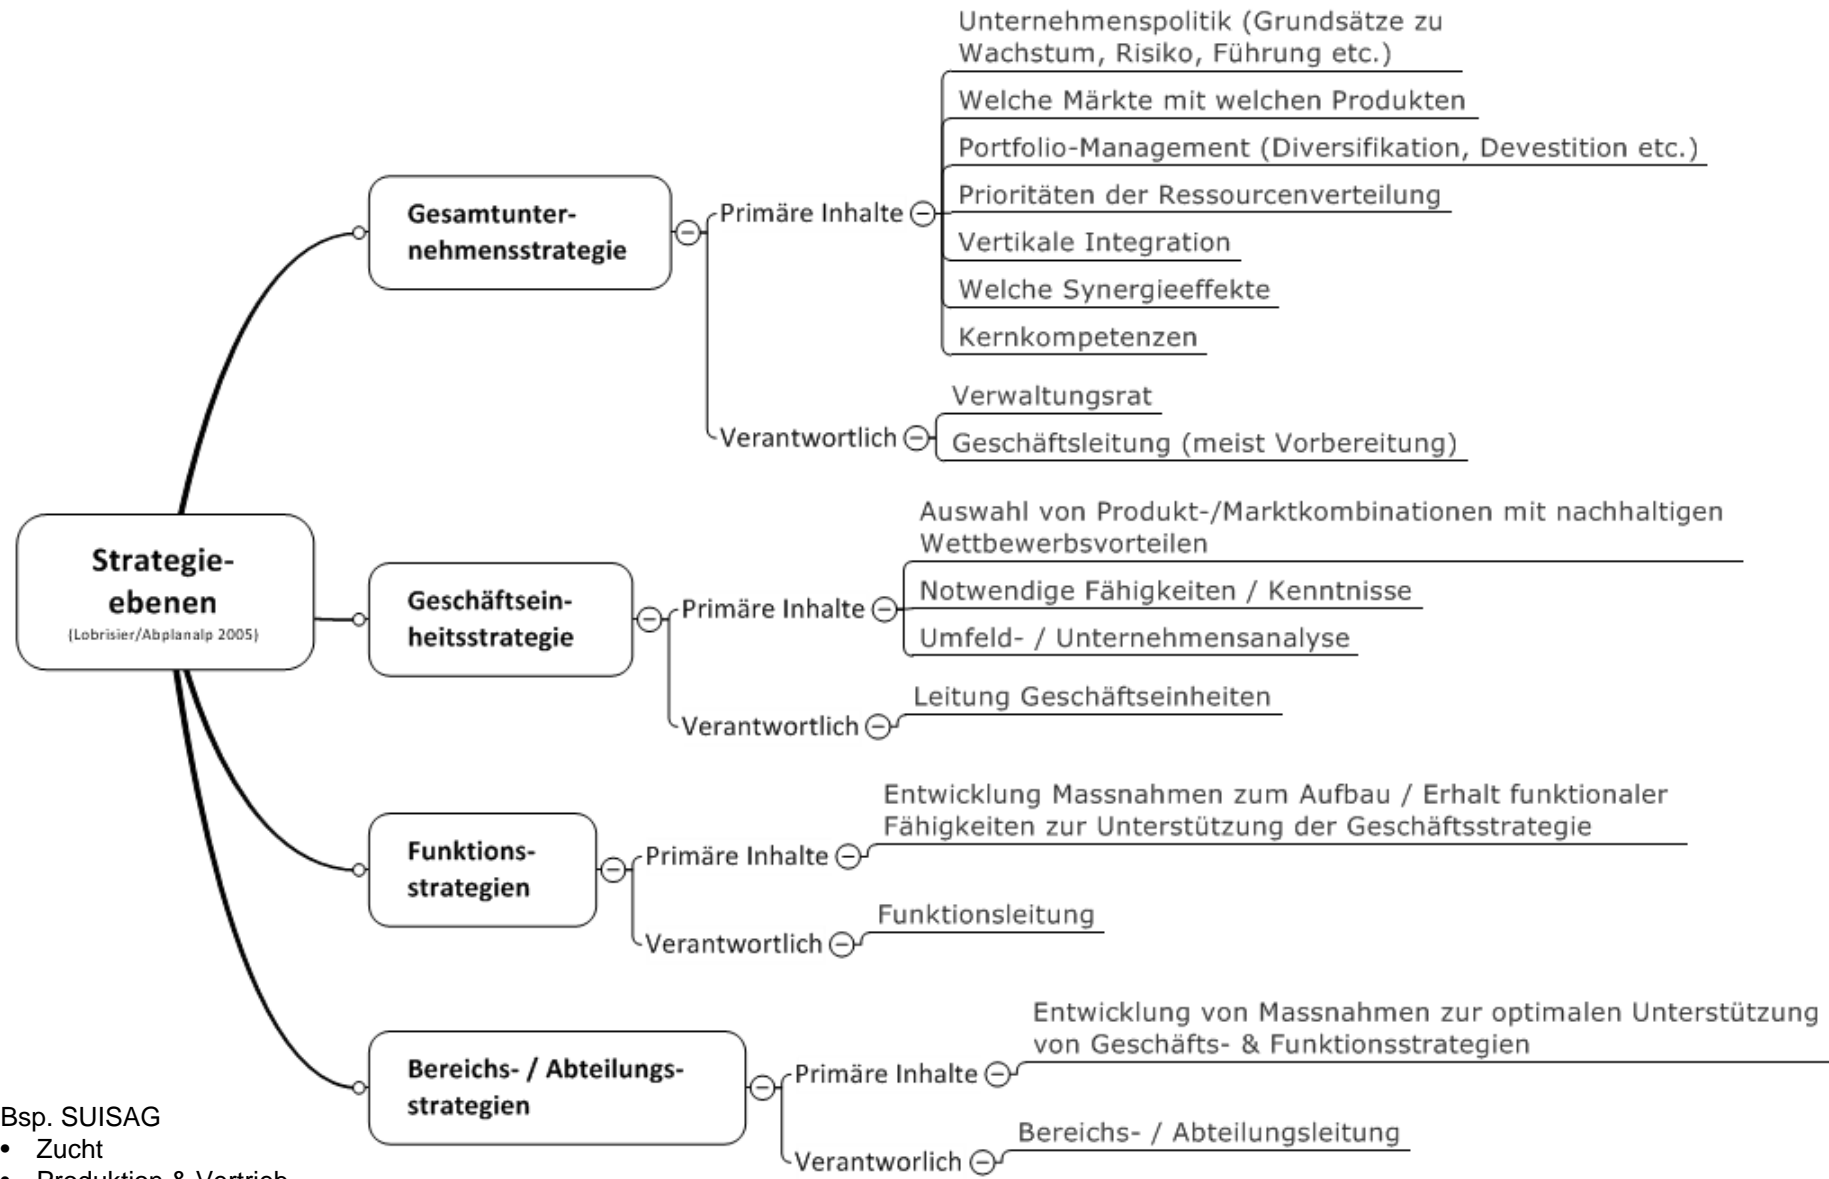 Strategie-
ebenen
(Lobrisier/Abplanalp 2005)
Gesamtunter-
nehmensstrategie
Primäre Inhalte
Unternehmenspolitik (Grundsätze zu
Wachstum, Risiko, Führung etc.)
Welche Märkte mit welchen Produkten
Portfolio-Management (Diversifikation, Devestition etc.)
Prioritäten der Ressourcenverteilung
Vertikale Integration
Welche Synergieeffekte
Kernkompetenzen
Verantwortlich
Verwaltungsrat
Geschäftsleitung (meist Vorbereitung)
Geschäftsein-
heitsstrategie
Primäre Inhalte
Auswahl von Produkt-/Marktkombinationen mit nachhaltigen
Wettbewerbsvorteilen
Notwendige Fähigkeiten / Kenntnisse
Umfeld- / Unternehmensanalyse
Verantwortlich
Leitung Geschäftseinheiten
Funktions-
strategien
Primäre Inhalte
Entwicklung Massnahmen zum Aufbau / Erhalt funktionaler
Fähigkeiten zur Unterstützung der Geschäftsstrategie
Verantwortlich
Funktionsleitung
Bereichs- / Abteilungs-
strategien
Primäre Inhalte
Entwicklung von Massnahmen zur optimalen Unterstützung
von Geschäfts- & Funktionsstrategien
Verantworlich
Bereichs- / Abteilungsleitung
Bsp. SUISAG
• Zucht
• Produktion & Vertrieb